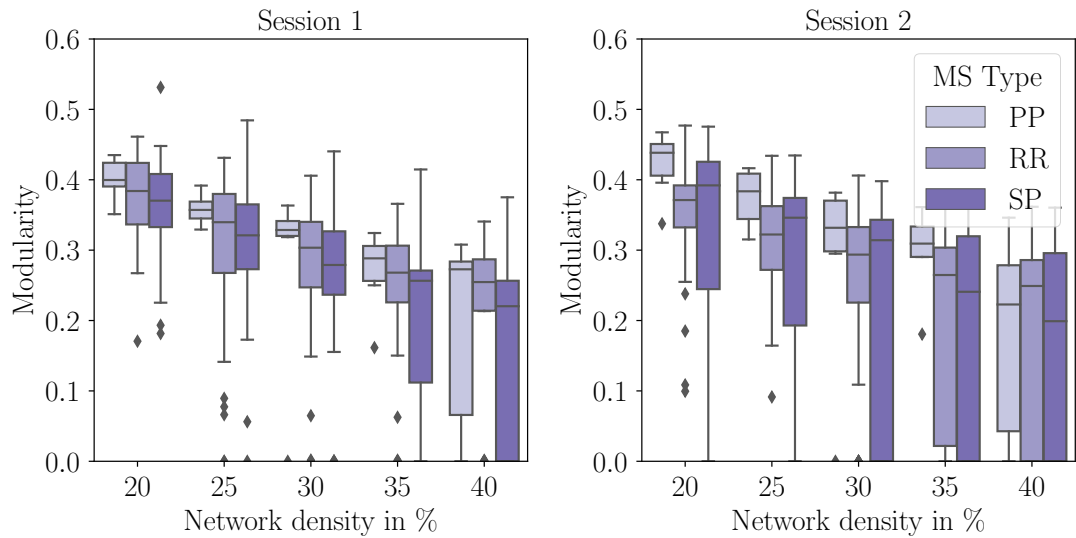 Session 1
Modularity
0.6
0.5
0.4
0.3
0.2
0.1
0.0
20 25 30 35 40
Network density in %
Session 2
Modularity
0.6
0.5
0.4
0.3
0.2
0.1
0.0
20 25 30 35 40
Network density in %
MS Type
PP
RR
SP